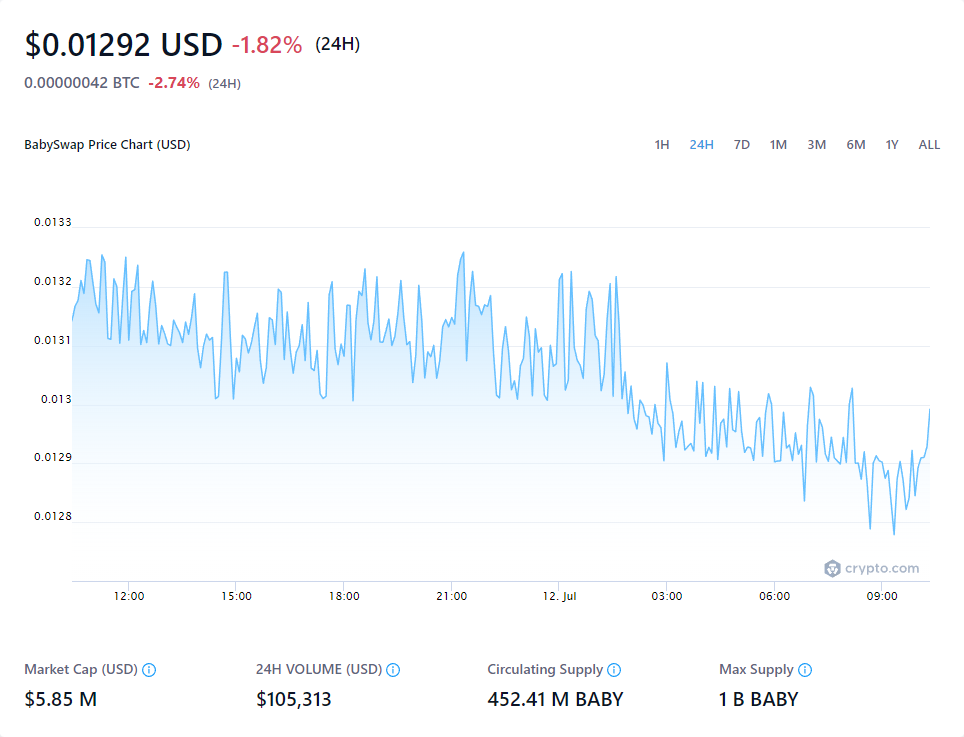 $0.01292 USD -1.82% (24H)
0.00000042 BTC -2.74% (24H)
BabySwap Price Chart (USD) 1H 24H 7D 1M 3M 6M 1Y ALL
0.0133
0.0132
0.0131
0.013
0.0129
0.0128
crypto.com
12:00 15:00 18:00 21:00 12. Jul 03:00 06:00 09:00
Market Cap (USD) 24H VOLUME (USD) Circulating Supply Max Supply
$5.85 M $105,313 452.41 M BABY 1 B BABY